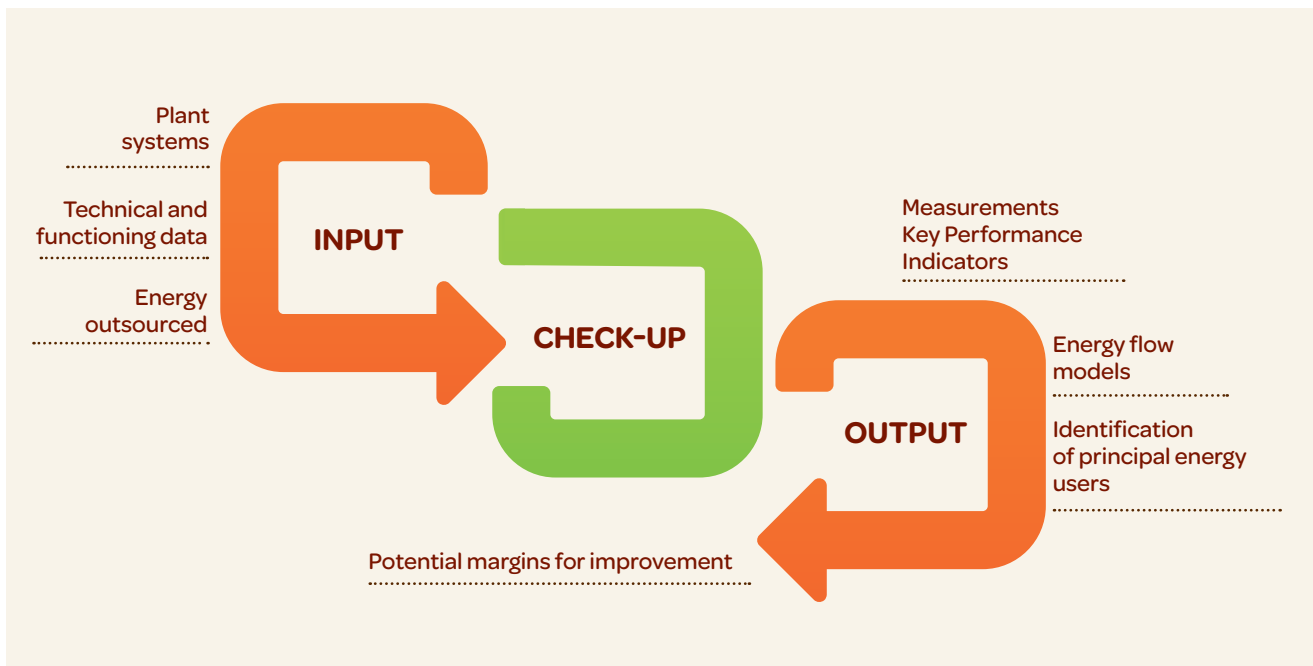 Plant
systems
Technical and
functioning data
Energy
outsourced
INPUT
CHECK-UP
Measurements
Key Performance
Indicators
OUTPUT
Energy flow
models
Identification
of principal energy
users
Potential margins for improvement